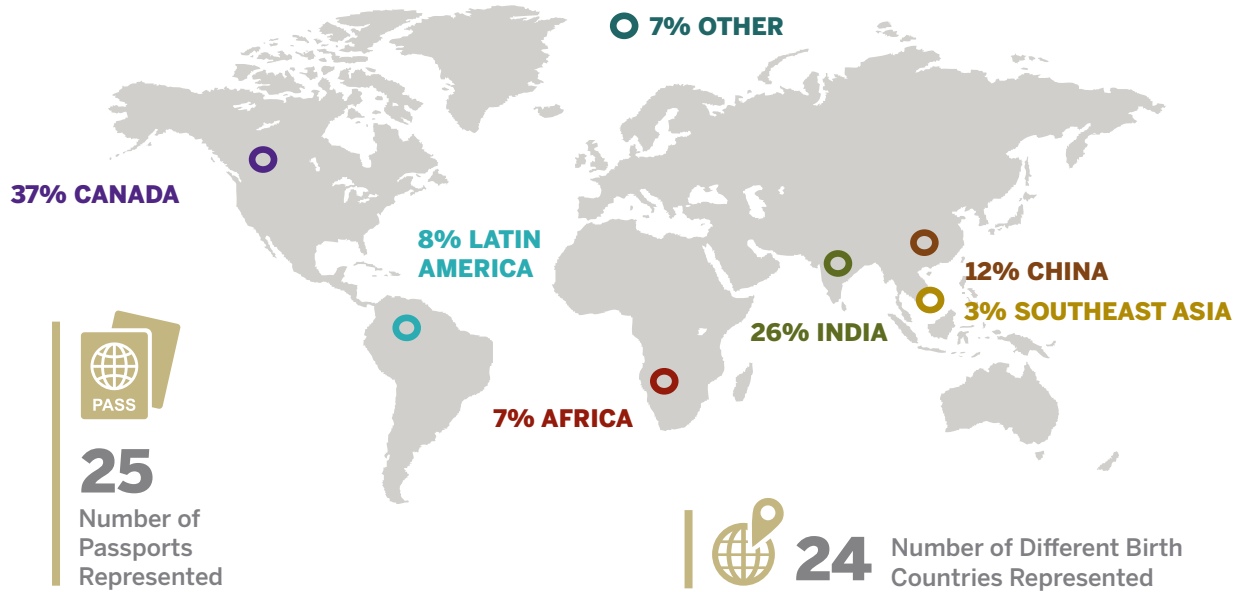 7% OTHER
37% CANADA
8% LATIN
AMERICA
12% CHINA
3% SOUTHEAST ASIA
26% INDIA
7% AFRICA
PASS
25
Number of
Passports
Represented
24
Number of Different Birth
Countries Represented